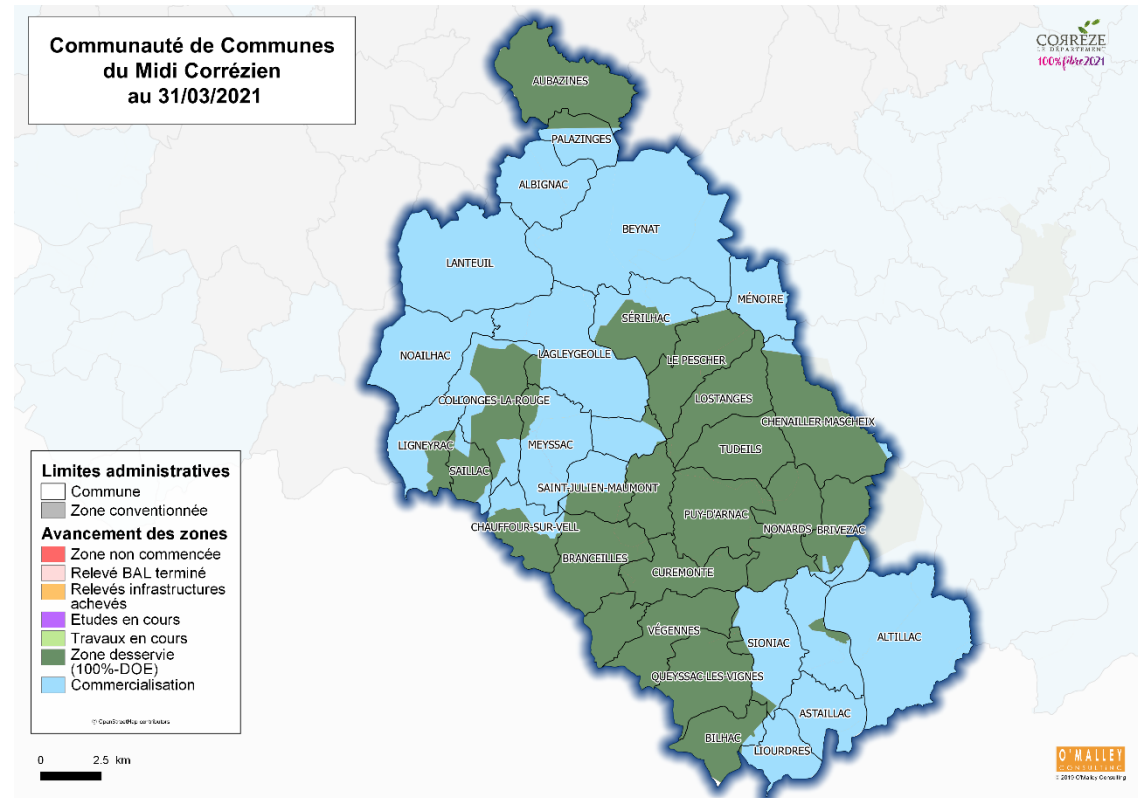 Communauté de Communes
du Midi Corrézien
au 31/03/2021
CORRÈZE
LE DÉPARTEMENT
100% fibre 2021
AUBAZINES
PALAZINGES
ALBIGNAC
BEYNAT
LANTEUIL
MÉNOIRE
SÉRILHAC
NOAILHAC
LAGLEYGEOLLE
LE PESCHER
COLLONGES-LA-ROUGE
LOSTANGES
CHENAILLER-MASCHEIX
LIGNEYRAC
MEYSSAC
TUDEILS
SAILLAC
SAINT-JULIEN-MAUMONT
PUY-D'ARNAC
CHAUFFOUR-SUR-VELL
NONARDS
BRIVEZAC
BRANCEILLES
CUREMONTE
VÉGENNES
SIONIAC
ALTILLAC
QUEYSSAC-LES-VIGNES
ASTAILLAC
BILHAC
LIOURDRES
Limites administratives
Commune
Zone conventionnée
Avancement des zones
Zone non commencée
Relevé BAL terminé
Relevés infrastructures
achevés
Etudes en cours
Travaux en cours
Zone desservie
(100%-DOE)
Commercialisation
© OpenStreetMap contributors
0 2.5 km
O'MALLEY
CONSULTING
© 2019 O'Malley Consulting